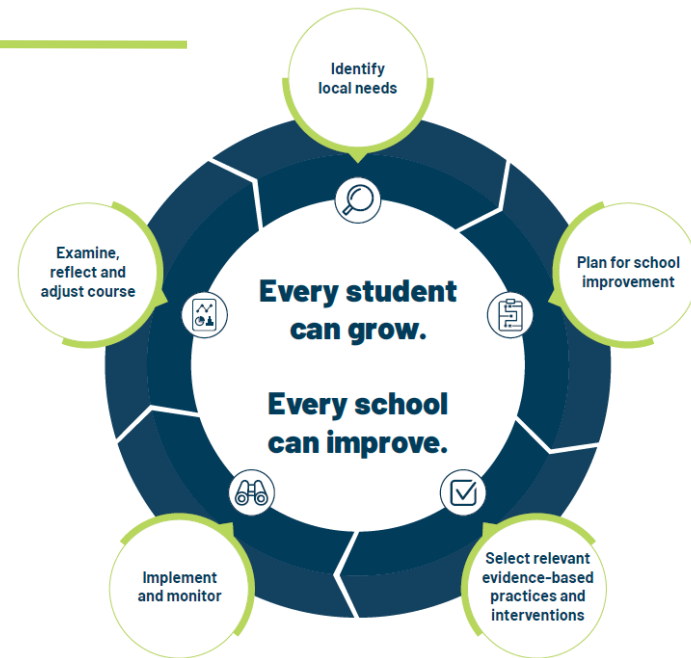 Identify
local needs
Plan for school
improvement
Select relevant
evidence-based
practices and
interventions
Implement
and monitor
Examine,
reflect and
adjust course
Every student
can grow.
Every school
can improve.